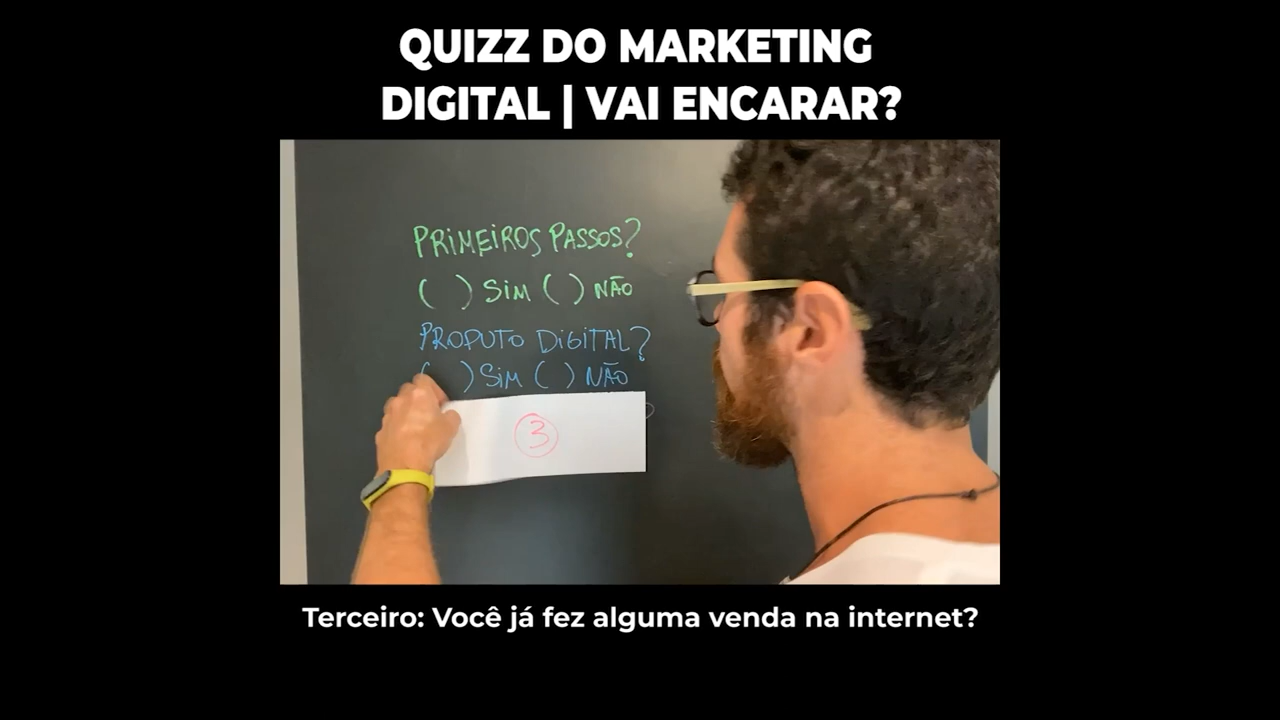 QUIZZ DO MARKETING
DIGITAL | VAI ENCARAR?
PRIMEIROS PASSOS?
( ) SIM ( ) NÃO
PRODUTO DIGITAL?
( ) SIM ( ) NÃO
3
Terceiro: Você já fez alguma venda na internet?